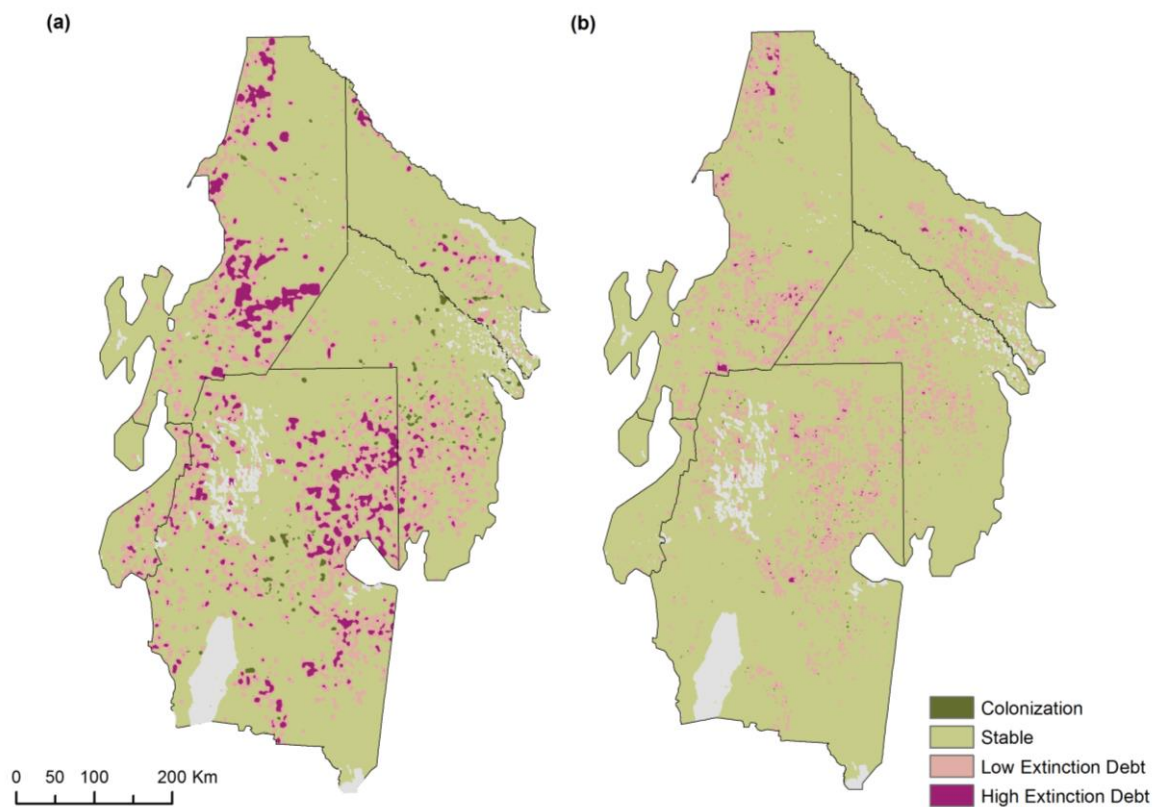 (a)
(b)
Colonization
Stable
Low Extinction Debt
High Extinction Debt
0 50 100 200 Km